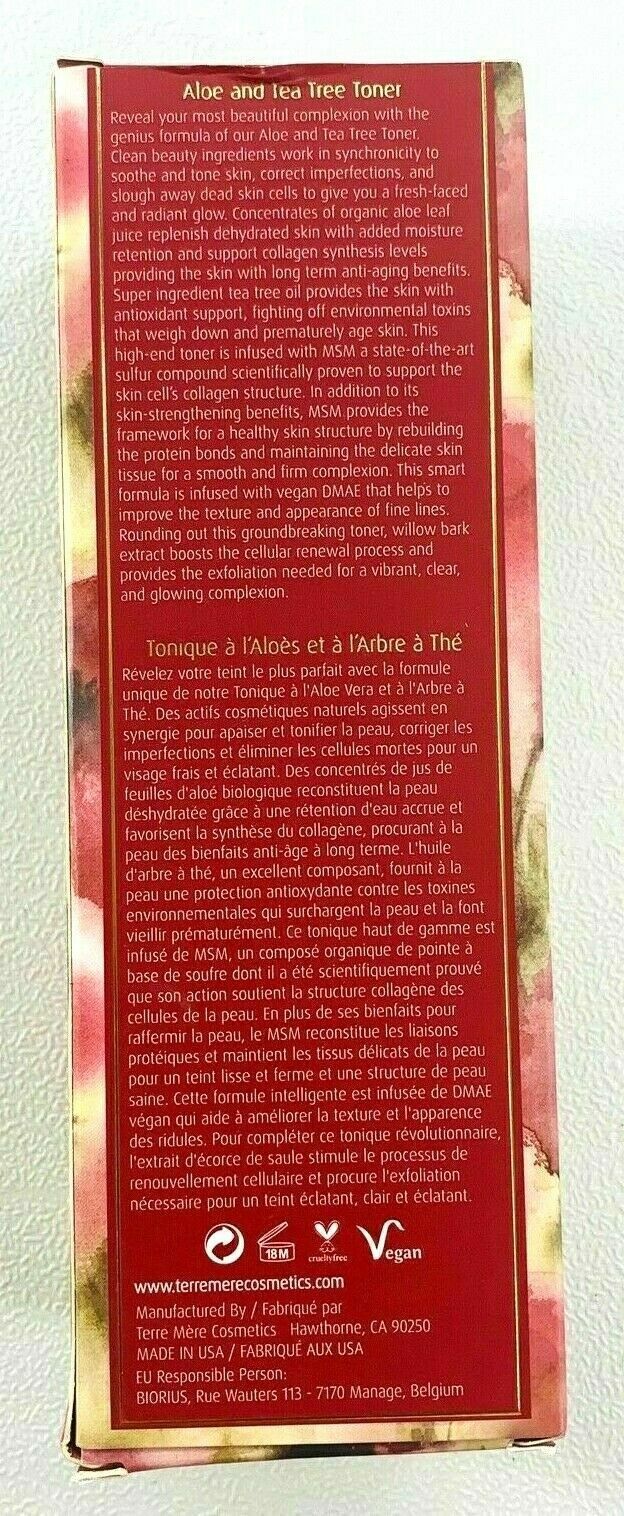 Aloe and Tea Tree Toner
Reveal your most beautiful complexion with the
genius formula of our Aloe and Tea Tree Toner.
Clean beauty ingredients work in synchronicity to
soothe and tone skin, correct imperfections, and
slough away dead skin cells to give you a fresh-faced
and radiant glow. Concentrates of organic aloe leaf
juice replenish dehydrated skin with added moisture
retention and support collagen synthesis levels
providing the skin with long term anti-aging benefits.
Super ingredient tea tree oil provides the skin with
antioxidant support, fighting off environmental toxins
that weigh down and prematurely age skin. This
high-end toner is infused with MSM a state-of-the-art
sulfur compound scientifically proven to support the
skin cell's collagen structure. In addition to its
skin-strengthening benefits, MSM provides the
framework for a healthy skin structure by rebuilding
the protein bonds and maintaining the delicate skin
tissue for a smooth and firm complexion. This smart
formula is infused with vegan DMAE that helps to
improve the texture and appearance of fine lines.
Rounding out this groundbreaking toner, willow bark
extract boosts the cellular renewal process and
provides the exfoliation needed for a vibrant, clear,
and glowing complexion.
Tonique à l'Aloès et à l'Arbre à Thé
Révelez votre teint le plus parfait avec la formule
unique de notre Tonique à l'Aloe Vera et à l'Arbre à
Thé. Des actifs cosmétiques naturels agissent en
synergie pour apaiser et tonifier la peau, corriger les
imperfections et éliminer les cellules mortes pour un
visage frais et éclatant. Des concentrés de jus de
feuilles d'aloé biologique reconstituent la peau
déshydratée grâce à une rétention d'eau accrue et
favorisent la synthèse du collagène, procurant à la
peau des bienfaits anti-âge à long terme. L'huile
d'arbre à thé, un excellent composant, fournit à la
peau une protection antioxydante contre les toxines
environnementales qui surchargent la peau et la font
vieillir prématurément. Ce tonique haut de gamme est
infusé de MSM, un composé organique de pointe à
base de soufre dont il a été scientifiquement prouvé
que son action soutient la structure collagène des
cellules de la peau. En plus de ses bienfaits pour
raffermir la peau, le MSM reconstitue les liaisons
protéiques et maintient les tissus délicats de la peau
pour un teint lisse et ferme et une structure de peau
saine. Cette formule intelligente est infusée de DMAE
végan qui aide à améliorer la texture et l'apparence
des ridules. Pour compléter ce tonique révolutionnaire,
l'extrait d'écorce de saule stimule le processus de
renouvellement cellulaire et procure l'exfoliation
nécessaire pour un teint éclatant, clair et éclatant.
18M crueltyfree Vegan
www.terremerecosmetics.com
Manufactured By / Fabriqué par
Terre Mère Cosmetics Hawthorne, CA 90250
MADE IN USA / FABRIQUÉ AUX USA
EU Responsible Person:
BIORIUS, Rue Wauters 113 - 7170 Manage, Belgium